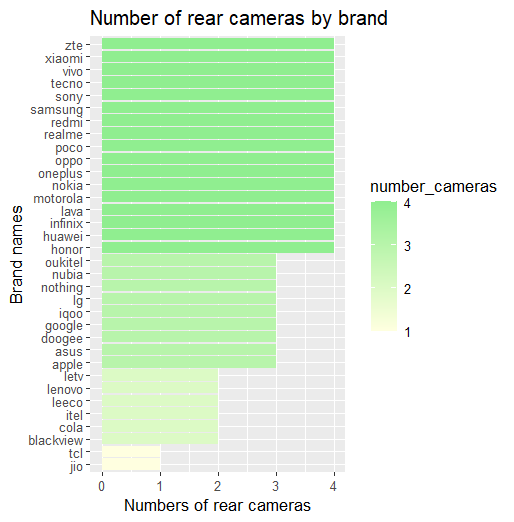 Number of rear cameras by brand
zte
xiaomi
vivo
tecno
sony
samsung
redmi
realme
poco
oppo
oneplus
nokia
motorola
lava
infinix
huawei
honor
oukitel
nubia
nothing
lg
iqoo
google
doogee
asus
apple
letv
lenovo
leeco
itel
cola
blackview
tcl
jio
Brand names
0 1 2 3 4
Numbers of rear cameras
number_cameras
4
3
2
1